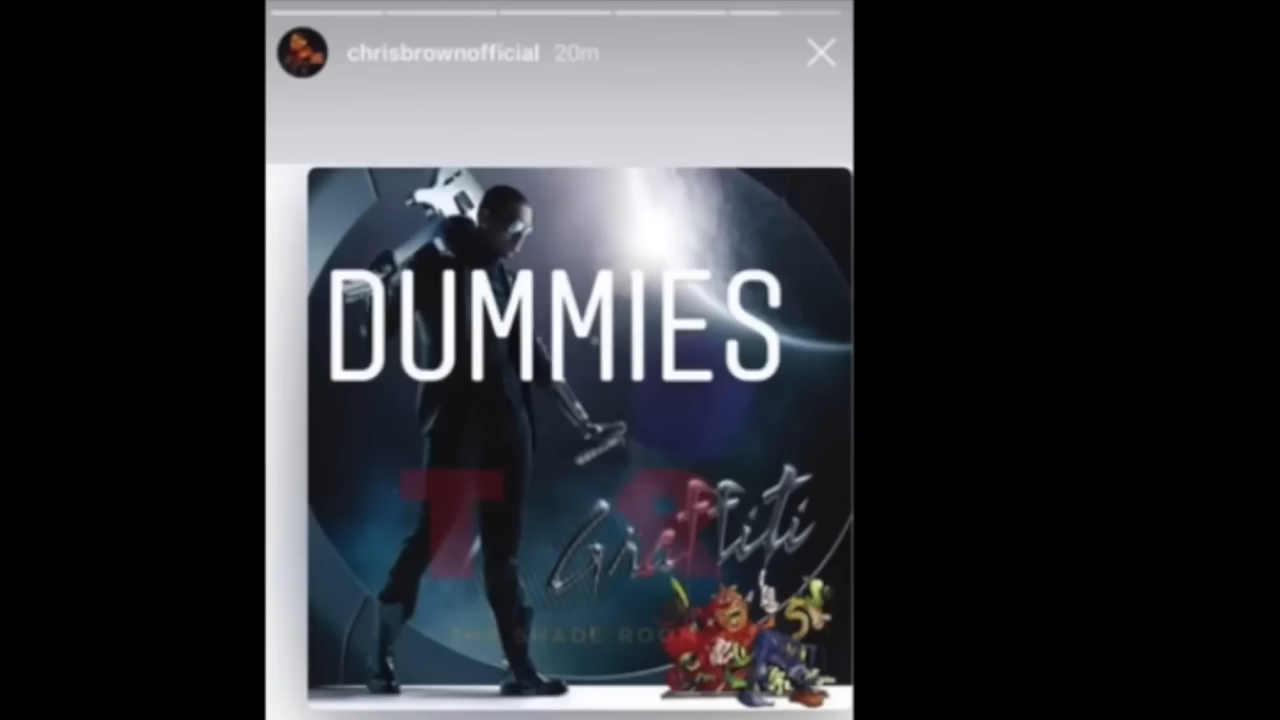 chrisbrownofficial 20m
DUMMIES
Graffiti
T S R
THE SHADE ROOM